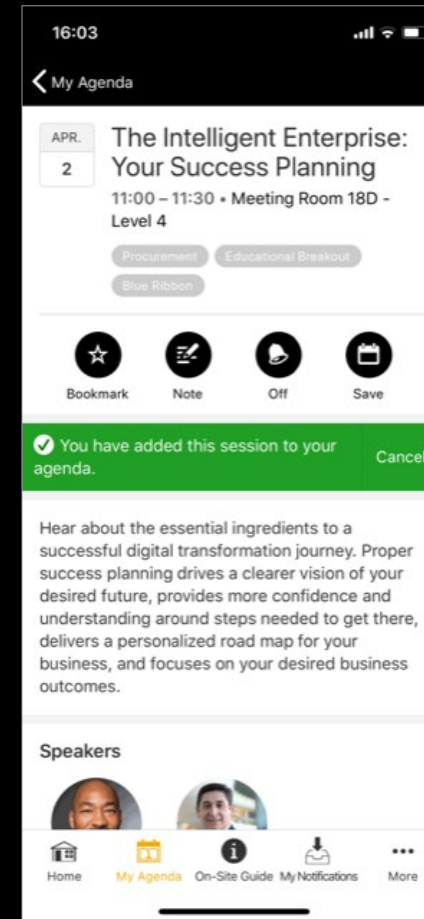 16:03
My Agenda
APR.
2
The Intelligent Enterprise:
Your Success Planning
11:00 – 11:30 • Meeting Room 18D -
Level 4
Procurement
Educational Breakout
Blue Ribbon
Bookmark
Note
Off
Save
You have added this session to your
agenda.
Cancel
Hear about the essential ingredients to a
successful digital transformation journey. Proper
success planning drives a clearer vision of your
desired future, provides more confidence and
understanding around steps needed to get there,
delivers a personalized road map for your
business, and focuses on your desired business
outcomes.
Speakers
Home
My Agenda
On-Site Guide
My Notifications
More